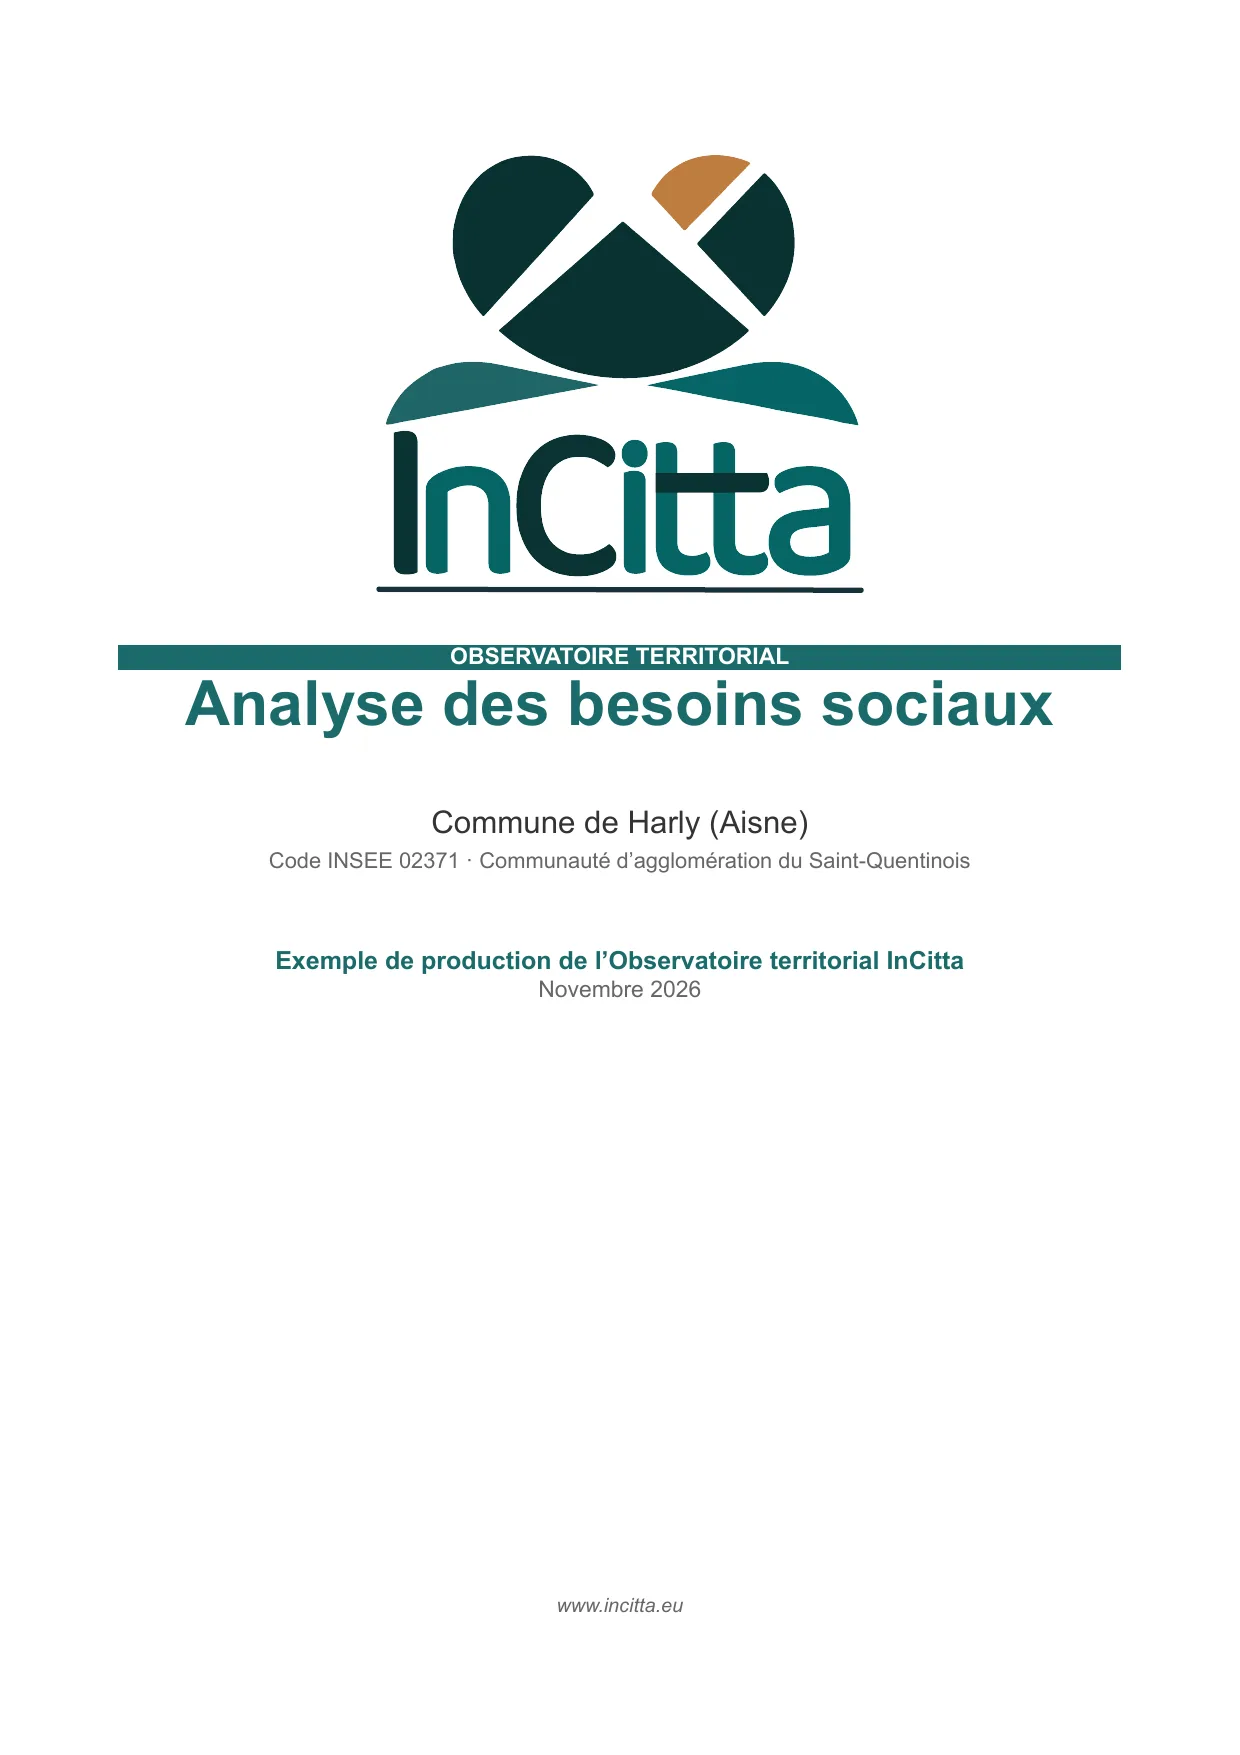 InCitta
OBSERVATOIRE TERRITORIAL
Analyse des besoins sociaux
Commune de Harly (Aisne)
Code INSEE 02371 · Communauté d’agglomération du Saint-Quentinois
Exemple de production de l’Observatoire territorial InCitta
Novembre 2026
www.incitta.eu